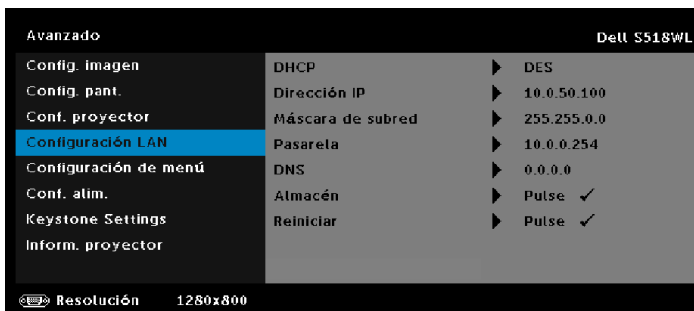 Avanzado Dell S518WL
Config. imagen DHCP DES
Config. pant. Dirección IP 10.0.50.100
Conf. proyector Máscara de subred 255.255.0.0
Configuración LAN Pasarela 10.0.0.254
Configuración de menú DNS 0.0.0.0
Conf. alim. Almacén Pulse ✓
Keystone Settings Reiniciar Pulse ✓
Inform. proyector
Resolución 1280x800